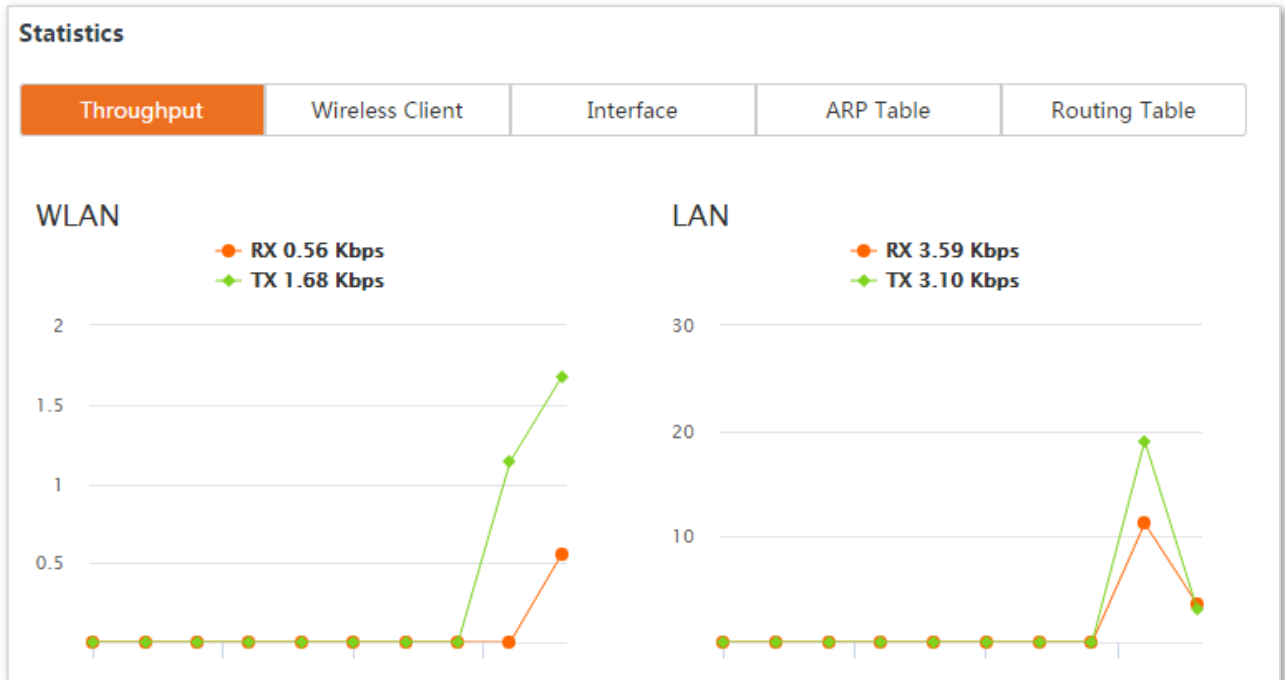 Statistics
Throughput
Wireless Client
Interface
ARP Table
Routing Table
WLAN
RX 0.56 Kbps
TX 1.68 Kbps
2
1.5
1
0.5
LAN
RX 3.59 Kbps
TX 3.10 Kbps
30
20
10